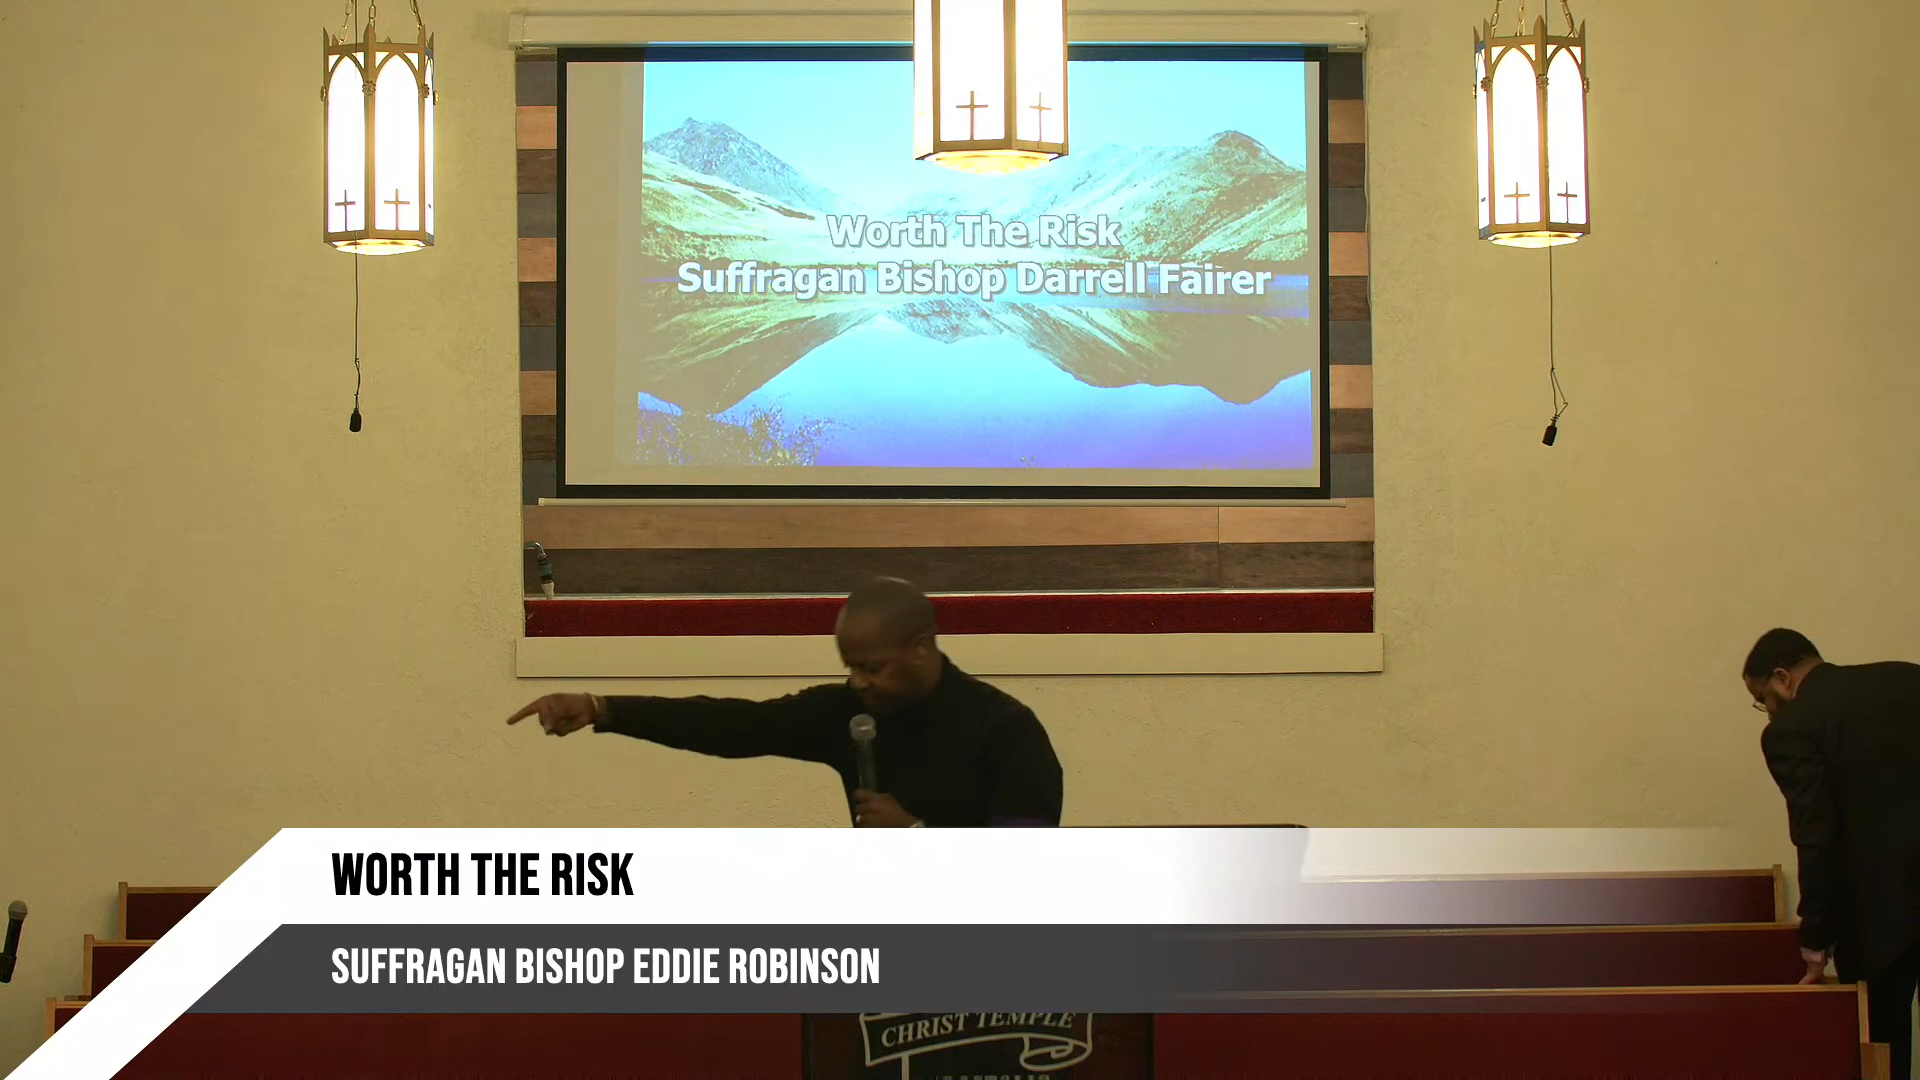 Worth The Risk
Suffragan Bishop Darrell Fairer
WORTH THE RISK
SUFFRAGAN BISHOP EDDIE ROBINSON
CHRIST TEMPLE